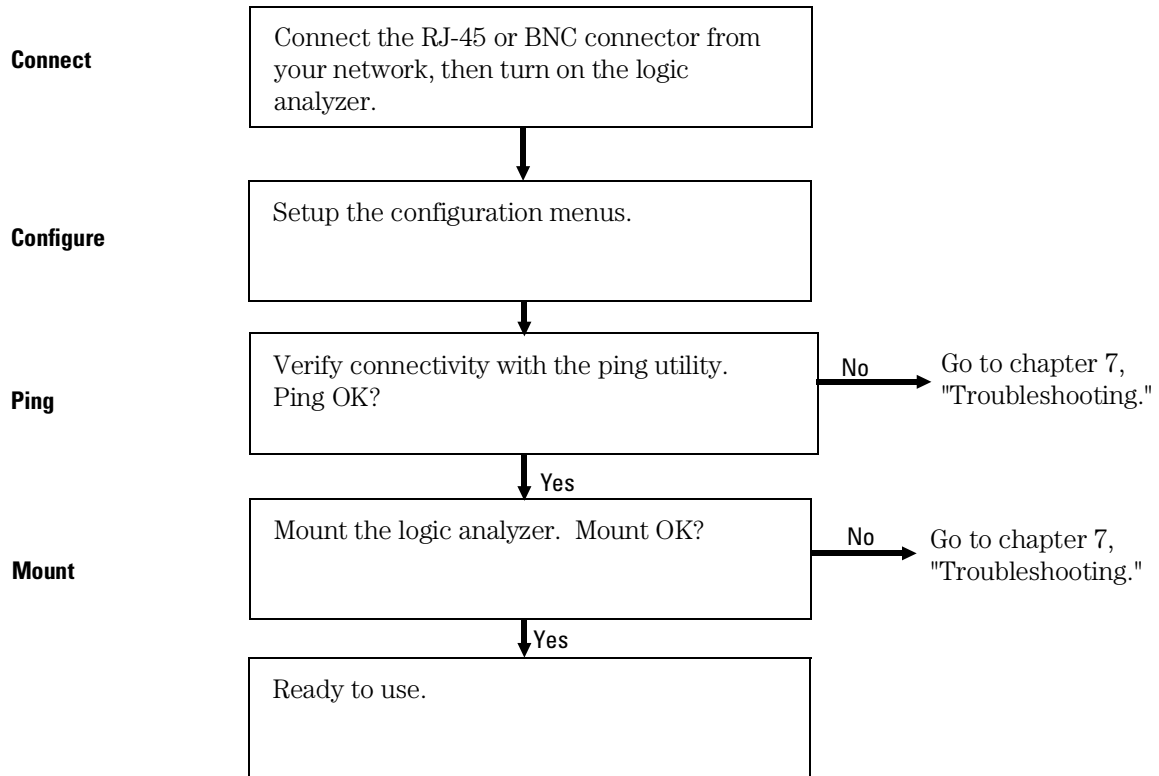 Connect
Connect the RJ-45 or BNC connector from
your network, then turn on the logic
analyzer.
Configure
Setup the configuration menus.
Ping
Verify connectivity with the ping utility.
Ping OK?
No
Go to chapter 7,
"Troubleshooting."
Yes
Mount
Mount the logic analyzer.  Mount OK?
No
Go to chapter 7,
"Troubleshooting."
Yes
Ready to use.